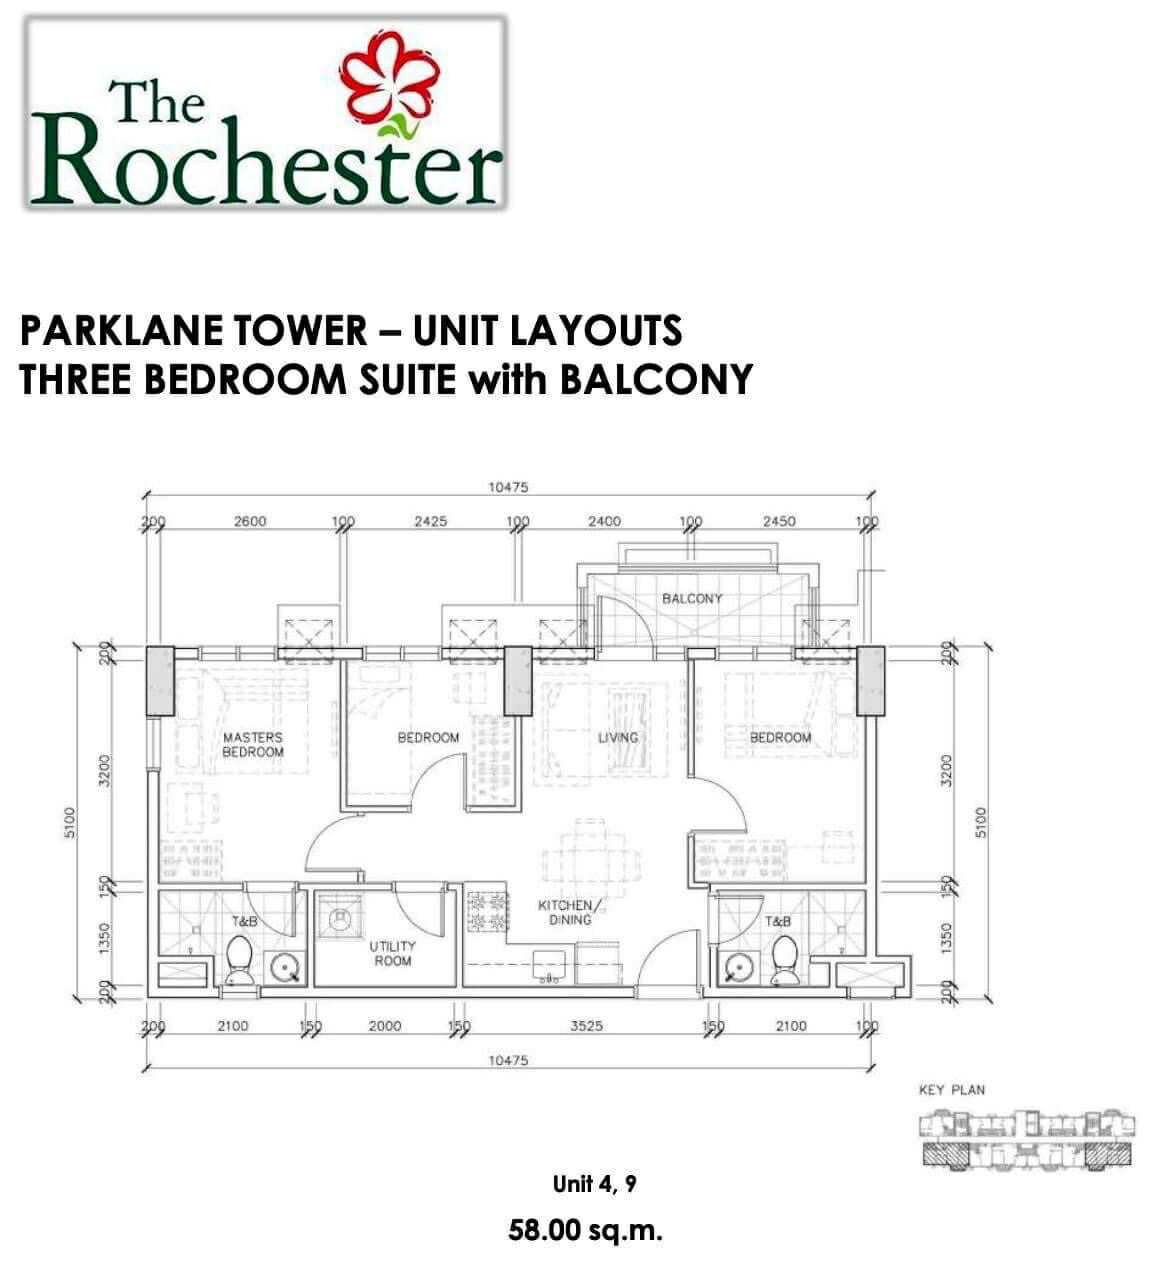 The
Rochester
PARKLANE TOWER – UNIT LAYOUTS
THREE BEDROOM SUITE with BALCONY
10475
200 2600 100 2425 100 2400 100 2450 100
BALCONY
200 200
MASTERS
BEDROOM
BEDROOM
LIVING
BEDROOM
3200 3200
5100 5100
150 150
T&B
KITCHEN/
DINING
T&B
1350 1350
UTILITY
ROOM
200 200
200 2100 150 2000 150 3525 150 2100 100
10475
KEY PLAN
Unit 4, 9
58.00 sq.m.